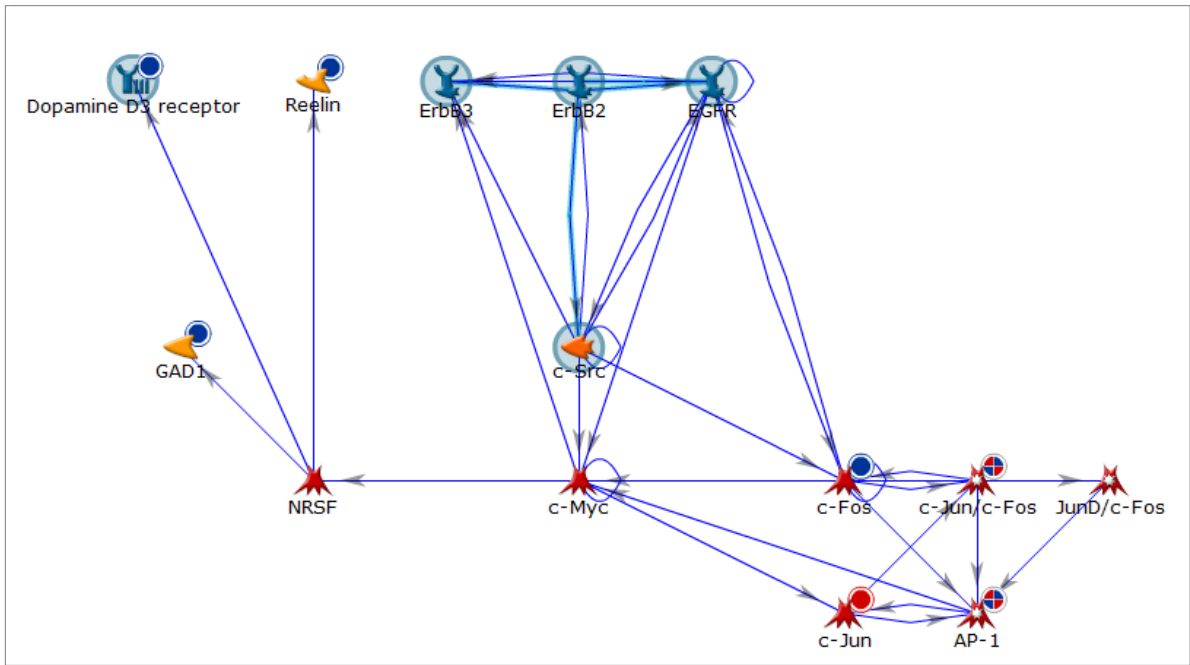 Dopamine D3 receptor
Reelin
ErbB3
ErbB2
EGFR
GAD1
c-Src
NRSF
c-Myc
c-Fos
c-Jun/c-Fos
JunD/c-Fos
c-Jun
AP-1